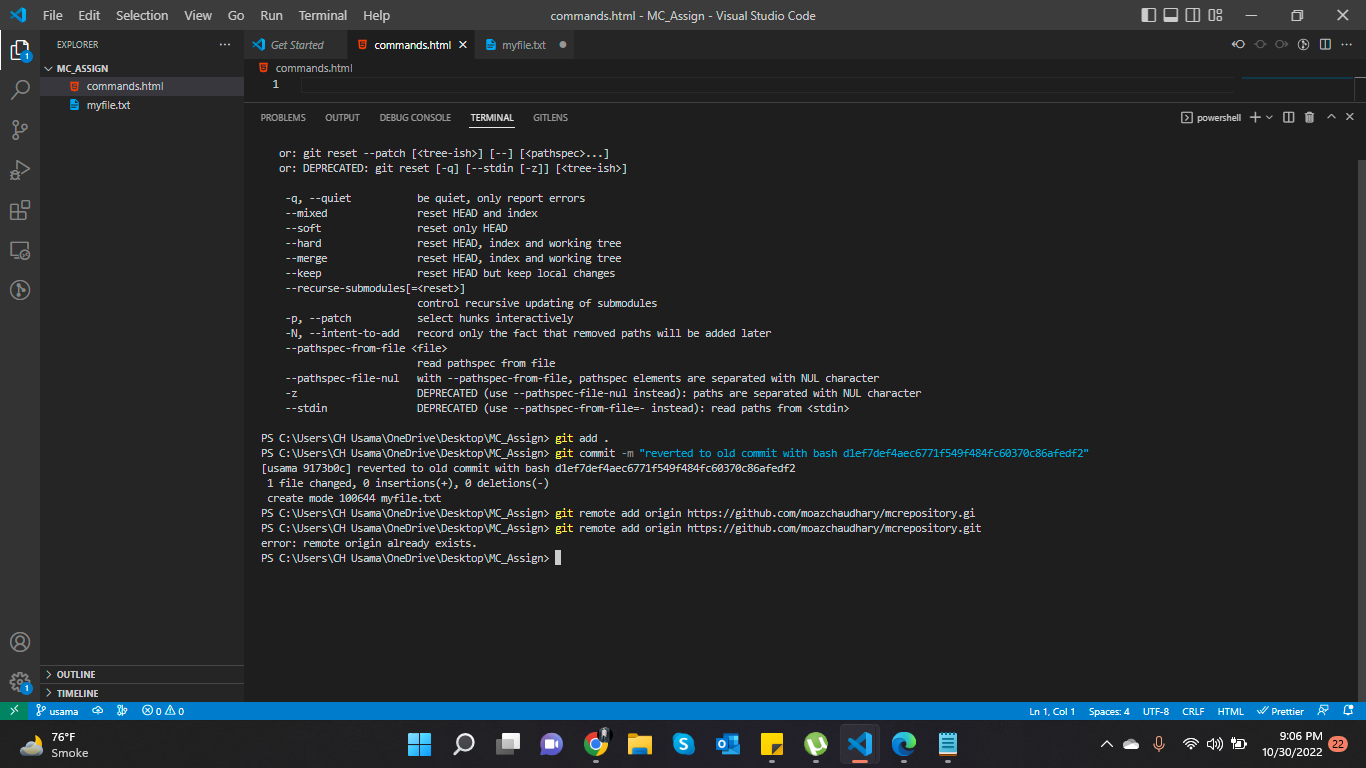 File Edit Selection View Go Run Terminal Help commands.html - MC_Assign - Visual Studio Code
EXPLORER ...
MC_ASSIGN
commands.html
myfile.txt
OUTLINE
TIMELINE
1
1
Get Started commands.html myfile.txt
commands.html
1
PROBLEMS OUTPUT DEBUG CONSOLE TERMINAL GITLENS powershell
or: git reset --patch [<tree-ish>] [--] [<pathspec>...]
or: DEPRECATED: git reset [-q] [--stdin [-z]] [<tree-ish>]
-q, --quiet be quiet, only report errors
--mixed reset HEAD and index
--soft reset only HEAD
--hard reset HEAD, index and working tree
--merge reset HEAD, index and working tree
--keep reset HEAD but keep local changes
--recurse-submodules[=<reset>]
control recursive updating of submodules
-p, --patch select hunks interactively
-N, --intent-to-add record only the fact that removed paths will be added later
--pathspec-from-file <file>
read pathspec from file
--pathspec-file-nul with --pathspec-from-file, pathspec elements are separated with NUL character
-z DEPRECATED (use --pathspec-file-nul instead): paths are separated with NUL character
--stdin DEPRECATED (use --pathspec-from-file=- instead): read paths from <stdin>
PS C:\Users\CH Usama\OneDrive\Desktop\MC_Assign> git add .
PS C:\Users\CH Usama\OneDrive\Desktop\MC_Assign> git commit -m "reverted to old commit with bash d1ef7def4aec6771f549f484fc60370c86afedf2"
[usama 9173b0c] reverted to old commit with bash d1ef7def4aec6771f549f484fc60370c86afedf2
1 file changed, 0 insertions(+), 0 deletions(-)
create mode 100644 myfile.txt
PS C:\Users\CH Usama\OneDrive\Desktop\MC_Assign> git remote add origin https://github.com/moazchaudhary/mcrepository.gi
PS C:\Users\CH Usama\OneDrive\Desktop\MC_Assign> git remote add origin https://github.com/moazchaudhary/mcrepository.git
error: remote origin already exists.
PS C:\Users\CH Usama\OneDrive\Desktop\MC_Assign>
usama 0 0 Ln 1, Col 1 Spaces: 4 UTF-8 CRLF HTML Prettier
76°F
Smoke
9:06 PM
10/30/2022
22